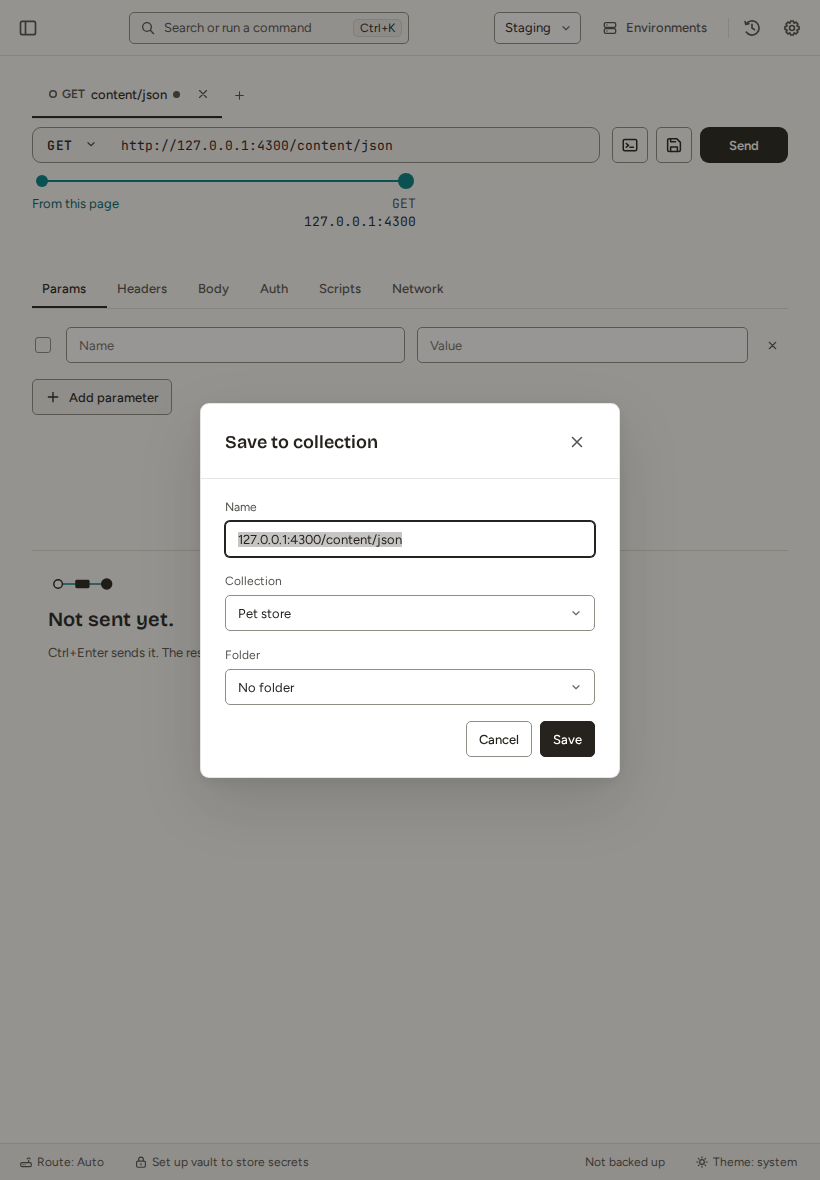 Search or run a command Ctrl+K Staging Environments
GET content/json
GET http://127.0.0.1:4300/content/json Send
From this page GET
127.0.0.1:4300
Params Headers Body Auth Scripts Network
Name Value
Add parameter
Save to collection
Name
127.0.0.1:4300/content/json
Collection
Pet store
Not sent yet.
Ctrl+Enter sends it. The res
Folder
No folder
Cancel Save
Route: Auto Set up vault to store secrets Not backed up Theme: system